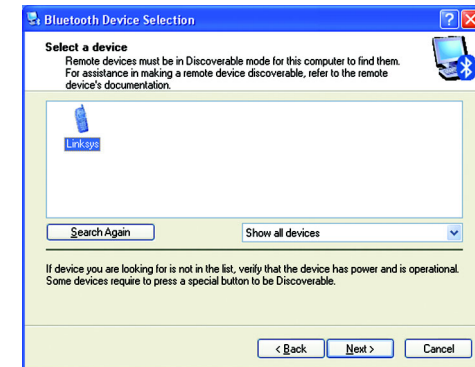 Bluetooth Device Selection
Select a device
Remote devices must be in Discoverable mode for this computer to find them.
For assistance in making a remote device discoverable, refer to the remote
device's documentation.
Linksys
Search Again
Show all devices
If device you are looking for is not in the list, verify that the device has power and is operational.
Some devices require to press a special button to be Discoverable.
< Back
Next >
Cancel